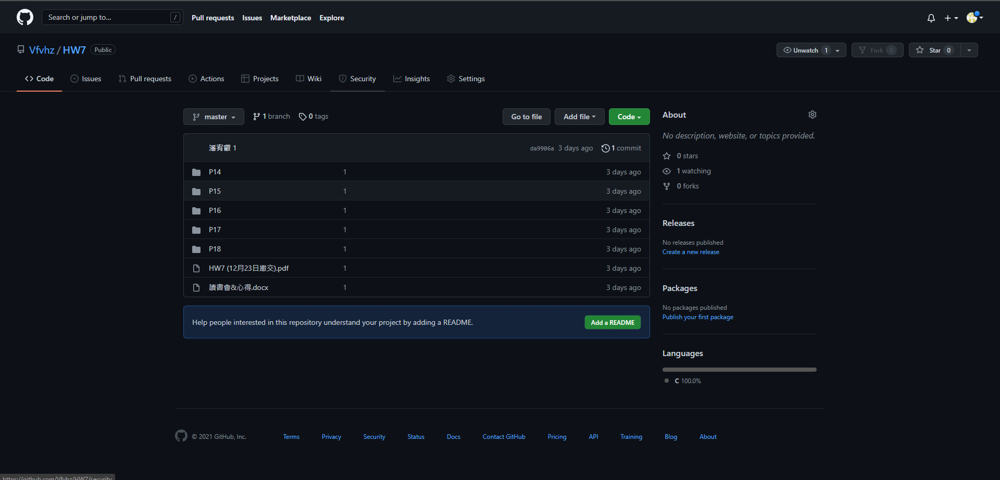 Search or jump to... / Pull requests Issues Marketplace Explore
Vfvhz / HW7 Public Unwatch 1 Fork 0 Star 0
Code Issues Pull requests Actions Projects Wiki Security Insights Settings
master 1 branch 0 tags Go to file Add file Code
潘宥叡 1 da9906a 3 days ago 1 commit
P14 1 3 days ago
P15 1 3 days ago
P16 1 3 days ago
P17 1 3 days ago
P18 1 3 days ago
HW7 (12月23日繳交).pdf 1 3 days ago
讀書會&心得.docx 1 3 days ago
Help people interested in this repository understand your project by adding a README. Add a README
About
No description, website, or topics provided.
0 stars
1 watching
0 forks
Releases
No releases published
Create a new release
Packages
No packages published
Publish your first package
Languages
C 100.0%
© 2021 GitHub, Inc. Terms Privacy Security Status Docs Contact GitHub Pricing API Training Blog About
https://github.com/Vfvhz/HW7/security